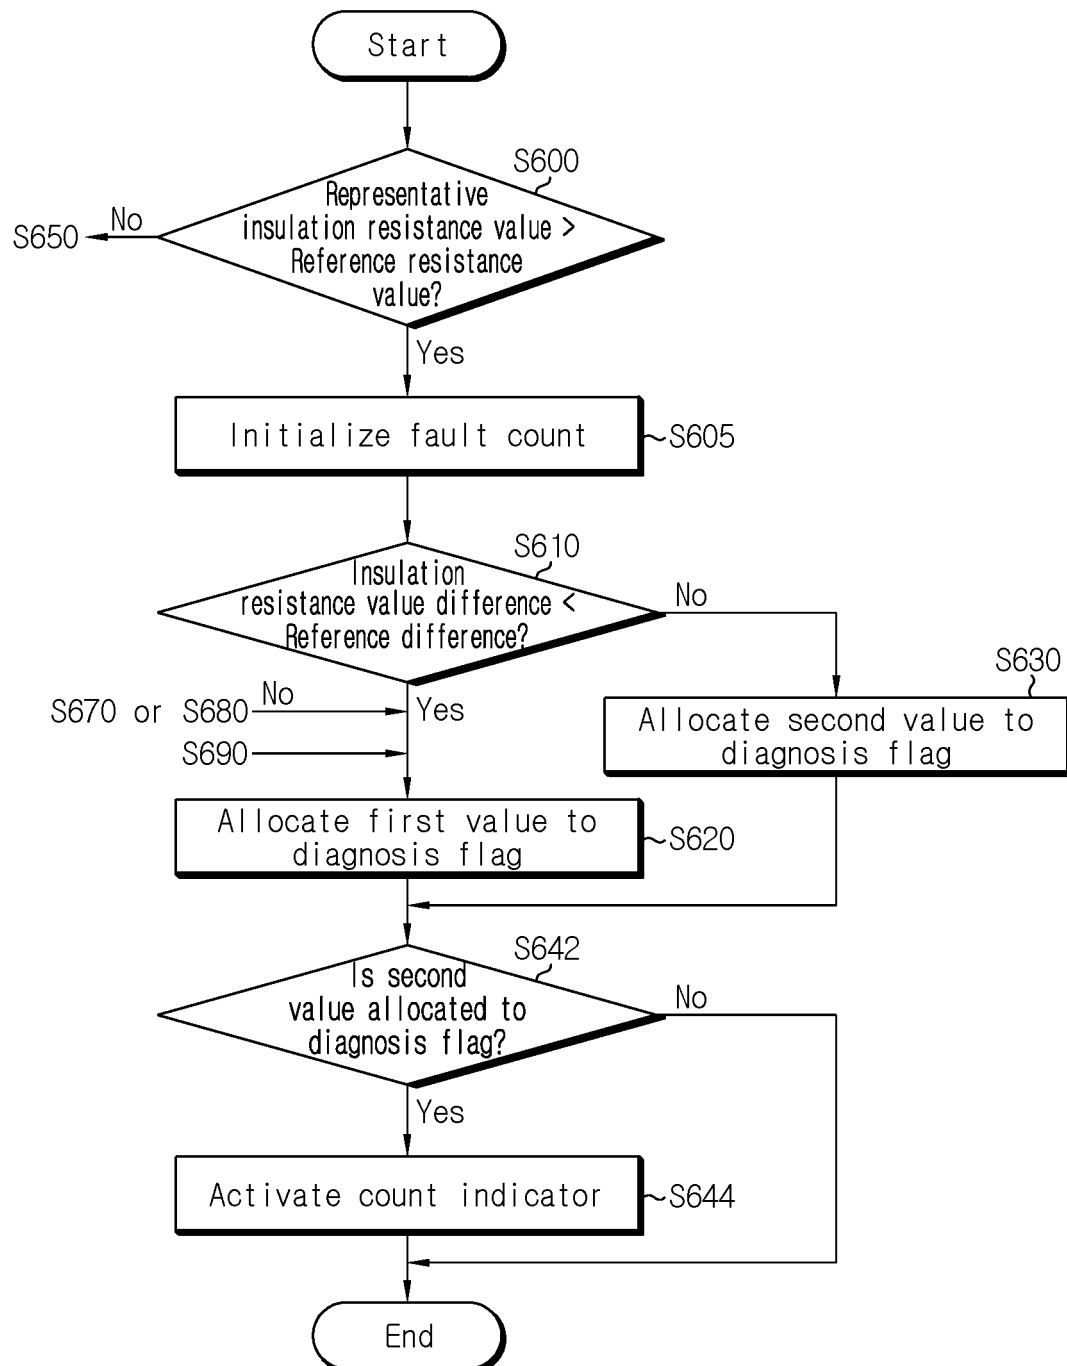 Start
S600
Representative
insulation resistance value >
Reference resistance
value?
No
S650
Yes
Initialize fault count
S605
S610
Insulation
resistance value difference <
Reference difference?
No
S630
Allocate second value to
diagnosis flag
No
S670 or S680
Yes
S690
Allocate first value to
diagnosis flag
S620
S642
Is second
value allocated to
diagnosis flag?
No
Yes
Activate count indicator
S644
End